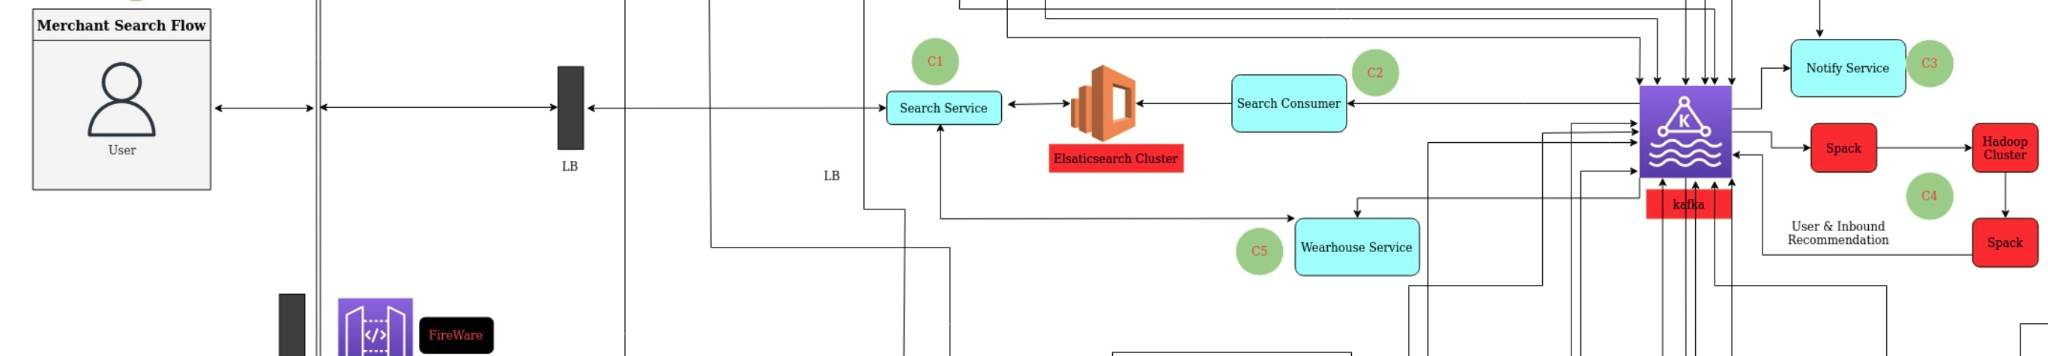 Merchant Search Flow
User
LB
LB
C1
Search Service
Elsaticsearch Cluster
Search Consumer
C2
K
kafka
Notify Service
C3
Spack
Hadoop
Cluster
C4
User & Inbound
Recommendation
Spack
C5
Wearhouse Service
</>
FireWare